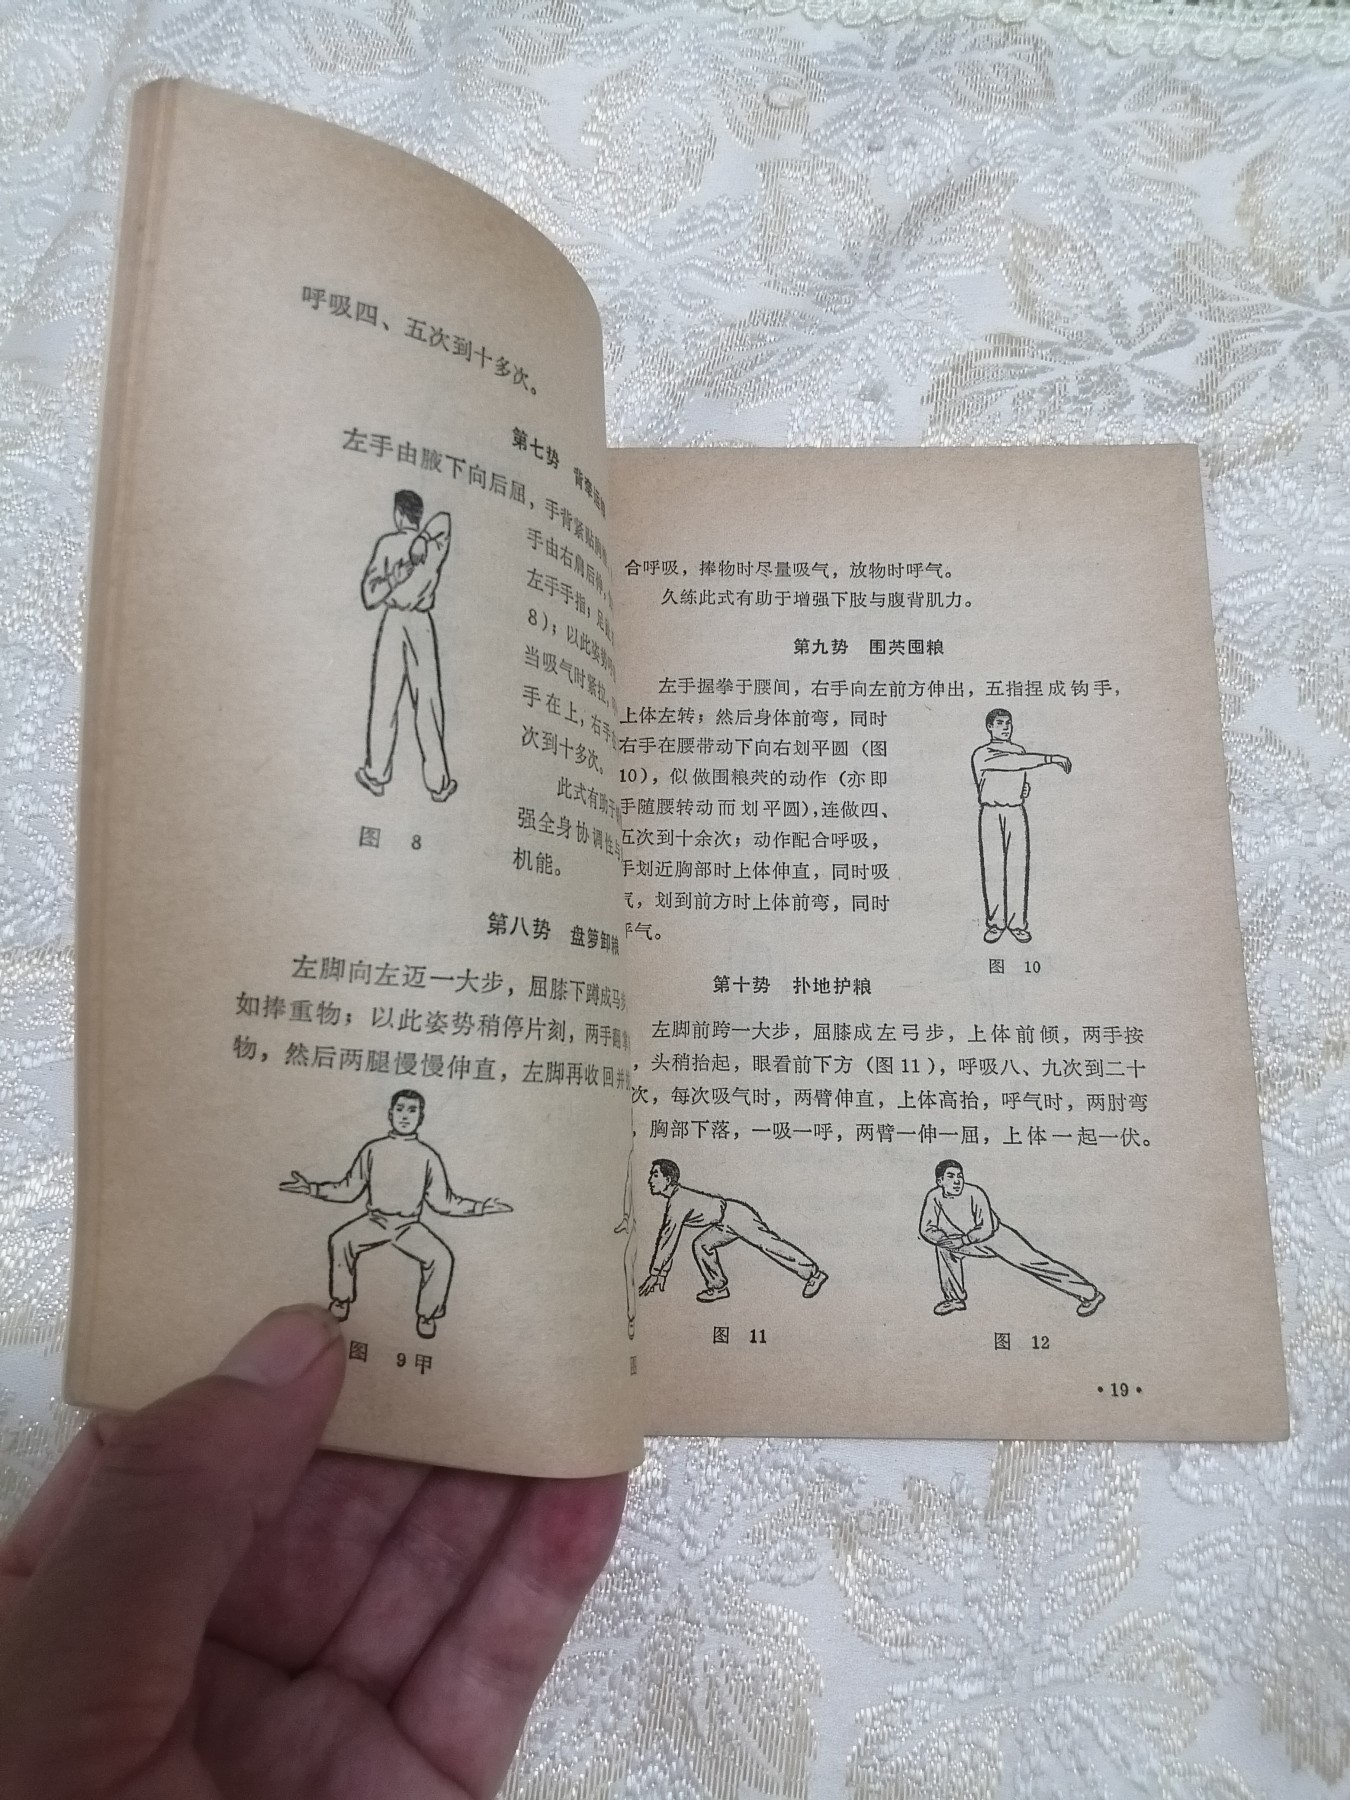 呼吸四、五次到十多次。
第七势 背牵运
左手由腋下向后屈，手背紧贴
手由右肩后伸，
左手手指；足
8)；以此姿势呼
当吸气时紧拉，
手在上，右手
次到十多次。
此式有助于
强全身协调性与
机能。
图 8
第八势 盘箩卸粮
左脚向左迈一大步，屈膝下蹲成马步
如捧重物；以此姿势稍停片刻，两手翻掌
物，然后两腿慢慢伸直，左脚再收回并
图 9甲
合呼吸，捧物时尽量吸气，放物时呼气。
久练此式有助于增强下肢与腹背肌力。
第九势 围茓囤粮
左手握拳于腰间，右手向左前方伸出，五指捏成钩手，
上体左转；然后身体前弯，同时
右手在腰带动下向右划平圆（图
10），似做围粮茓的动作（亦即
手随腰转动而划平圆），连做四、
五次到十余次；动作配合呼吸，
手划近胸部时上体伸直，同时吸
气，划到前方时上体前弯，同时
呼气。
图 10
第十势 扑地护粮
左脚前跨一大步，屈膝成左弓步，上体前倾，两手按
，头稍抬起，眼看前下方（图11），呼吸八、九次到二十
次，每次吸气时，两臂伸直，上体高抬，呼气时，两肘弯
，胸部下落，一吸一呼，两臂一伸一屈，上体一起一伏。
图 11
图 12
•19•